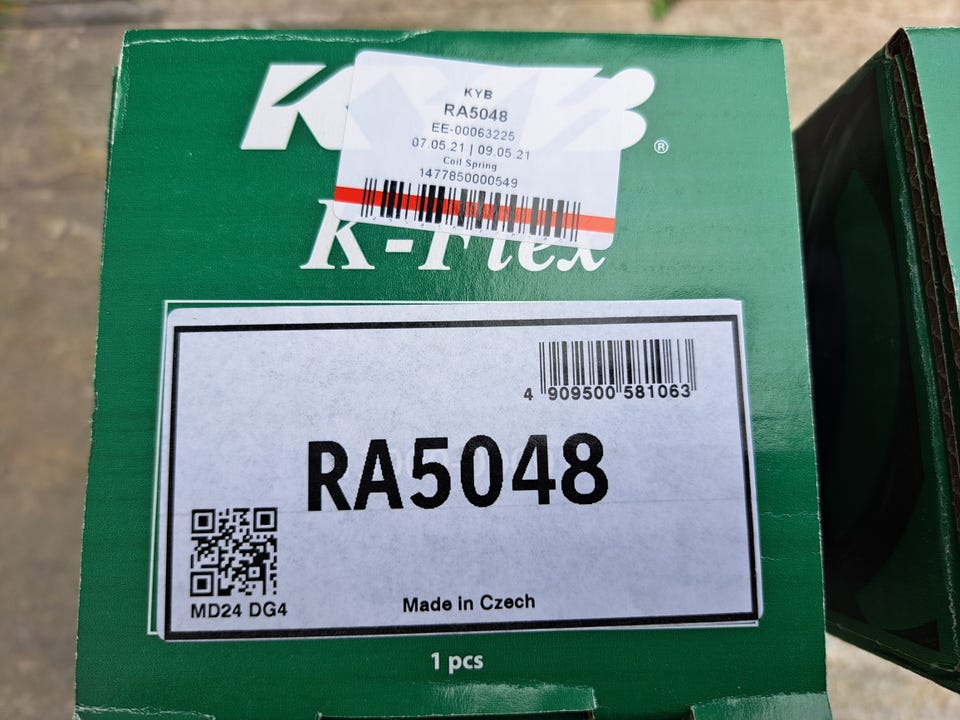 KYB®
KYB
RA5048
EE-00063225
07.05.21 | 09.05.21
Coil Spring
1477850000549
K-Flex
4 909500 581063
RA5048
MD24 DG4
Made in Czech
1 pcs